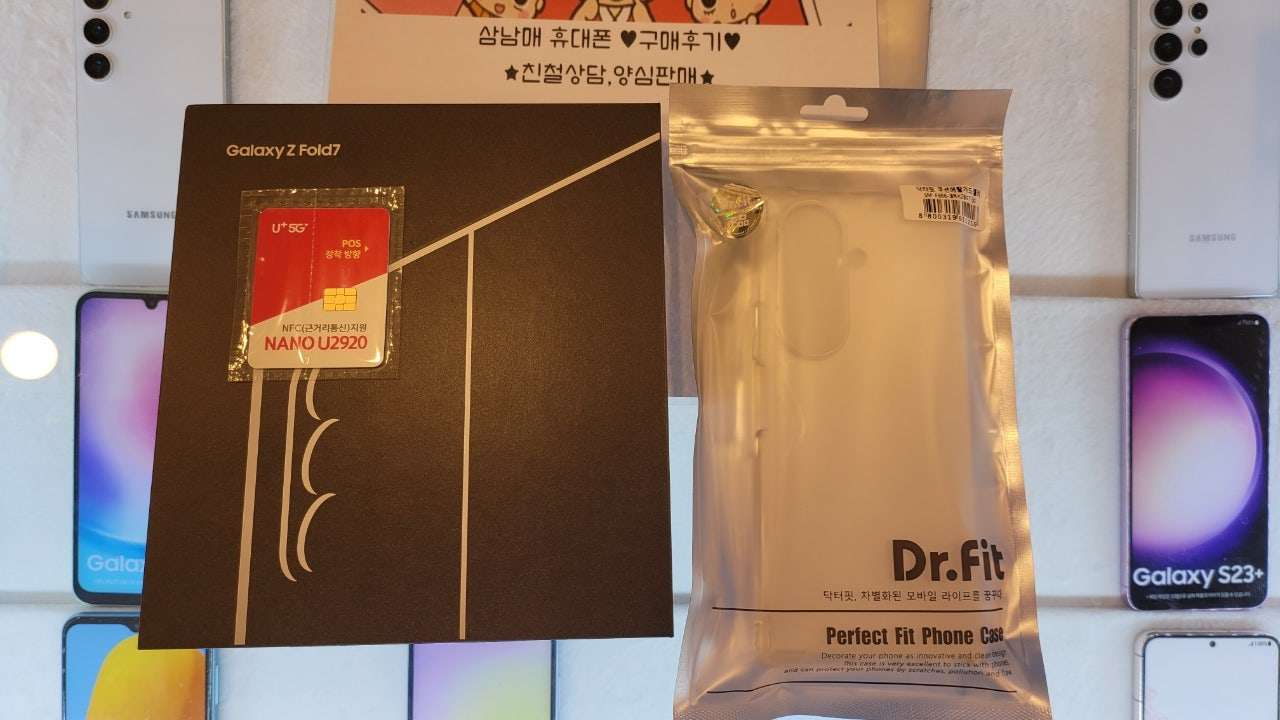 삼남매 휴대폰 ♥구매후기♥
★친철상담,양심판매★
Galaxy Z Fold7
U+5G
POS
장착 방향
NFC(근거리통신)지원
NANO U2920
SAMSUNG
SAMSUNG
Dr.Fit
닥터핏, 차별화된 모바일 라이프를 꿈꾸다.
Perfect Fit Phone Case
Decorate your phone as innovative and clean design
This case is very excellent to stick with phones,
and can protect your phones by scratches, pollution and
Galaxy S23+
100%